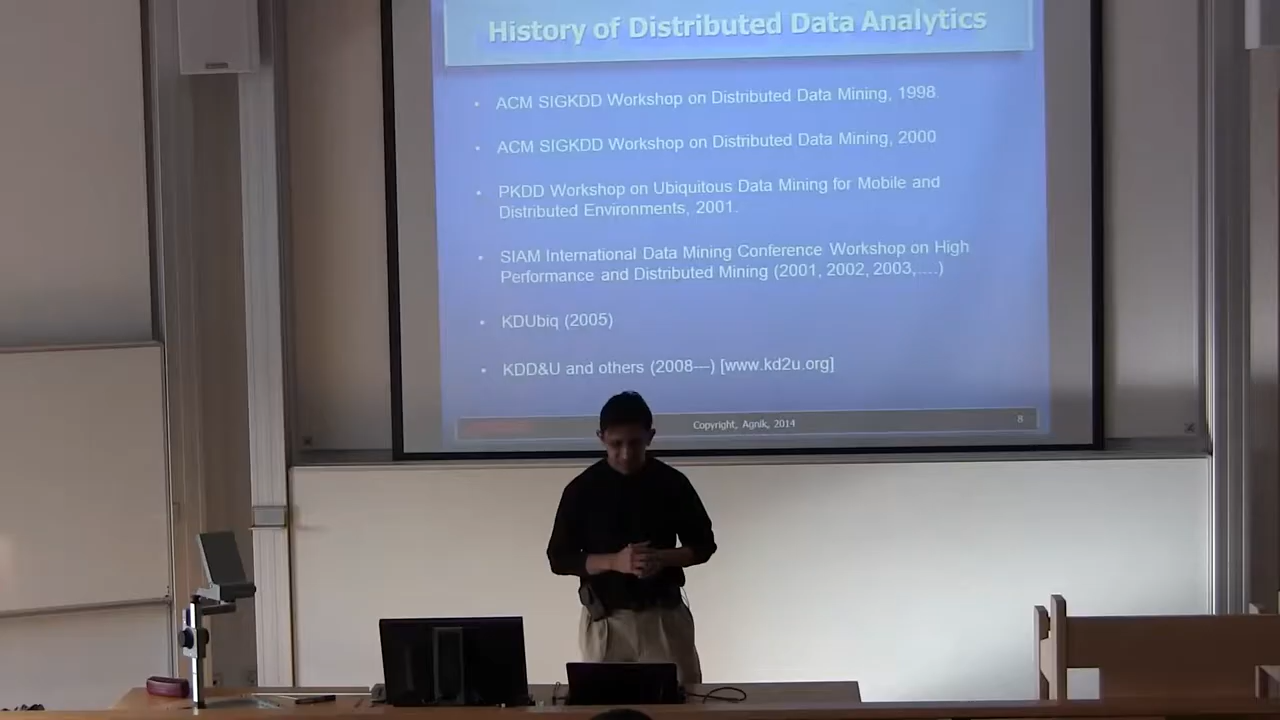 History of Distributed Data Analytics
• ACM SIGKDD Workshop on Distributed Data Mining, 1998.
• ACM SIGKDD Workshop on Distributed Data Mining, 2000
• PKDD Workshop on Ubiquitous Data Mining for Mobile and
Distributed Environments, 2001.
• SIAM International Data Mining Conference Workshop on High
Performance and Distributed Mining (2001, 2002, 2003,....)
• KDUbiq (2005)
• KDD&U and others (2008—) [www.kd2u.org]
Copyright, Agnik, 2014
8